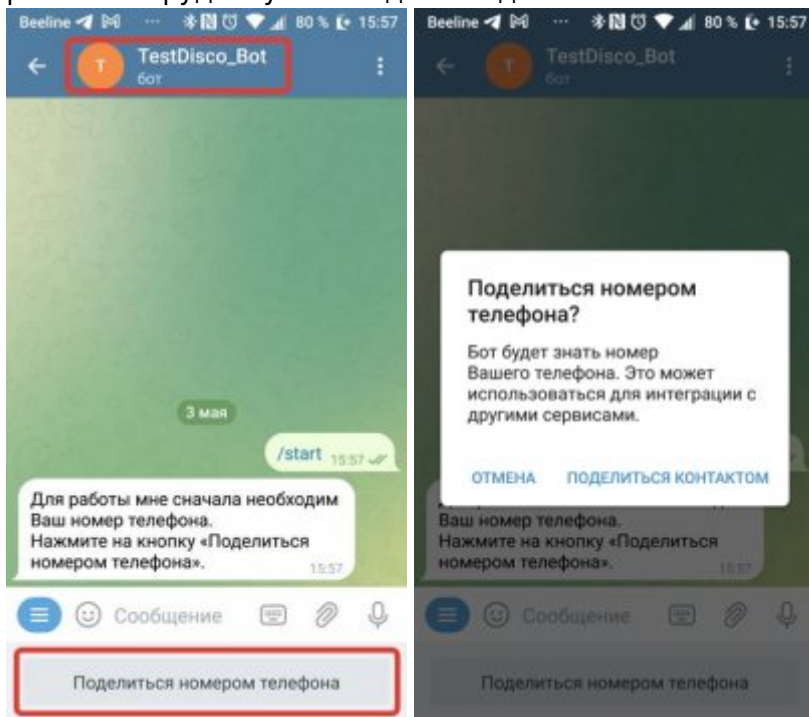 Beeline ··· 80 % 15:57
T TestDisco_Bot
бот
3 мая
/start 15:57
Для работы мне сначала необходим
Ваш номер телефона.
Нажмите на кнопку «Поделиться
номером телефона».
15:57
Сообщение
Поделиться номером телефона
Beeline ··· 80 % 15:57
T TestDisco_Bot
бот
Поделиться номером
телефона?
Бот будет знать номер
Вашего телефона. Это может
использоваться для интеграции с
другими сервисами.
ОТМЕНА ПОДЕЛИТЬСЯ КОНТАКТОМ
Ваш номер телефона.
Нажмите на кнопку «Поделиться
номером телефона».
15:57
Сообщение
Поделиться номером телефона